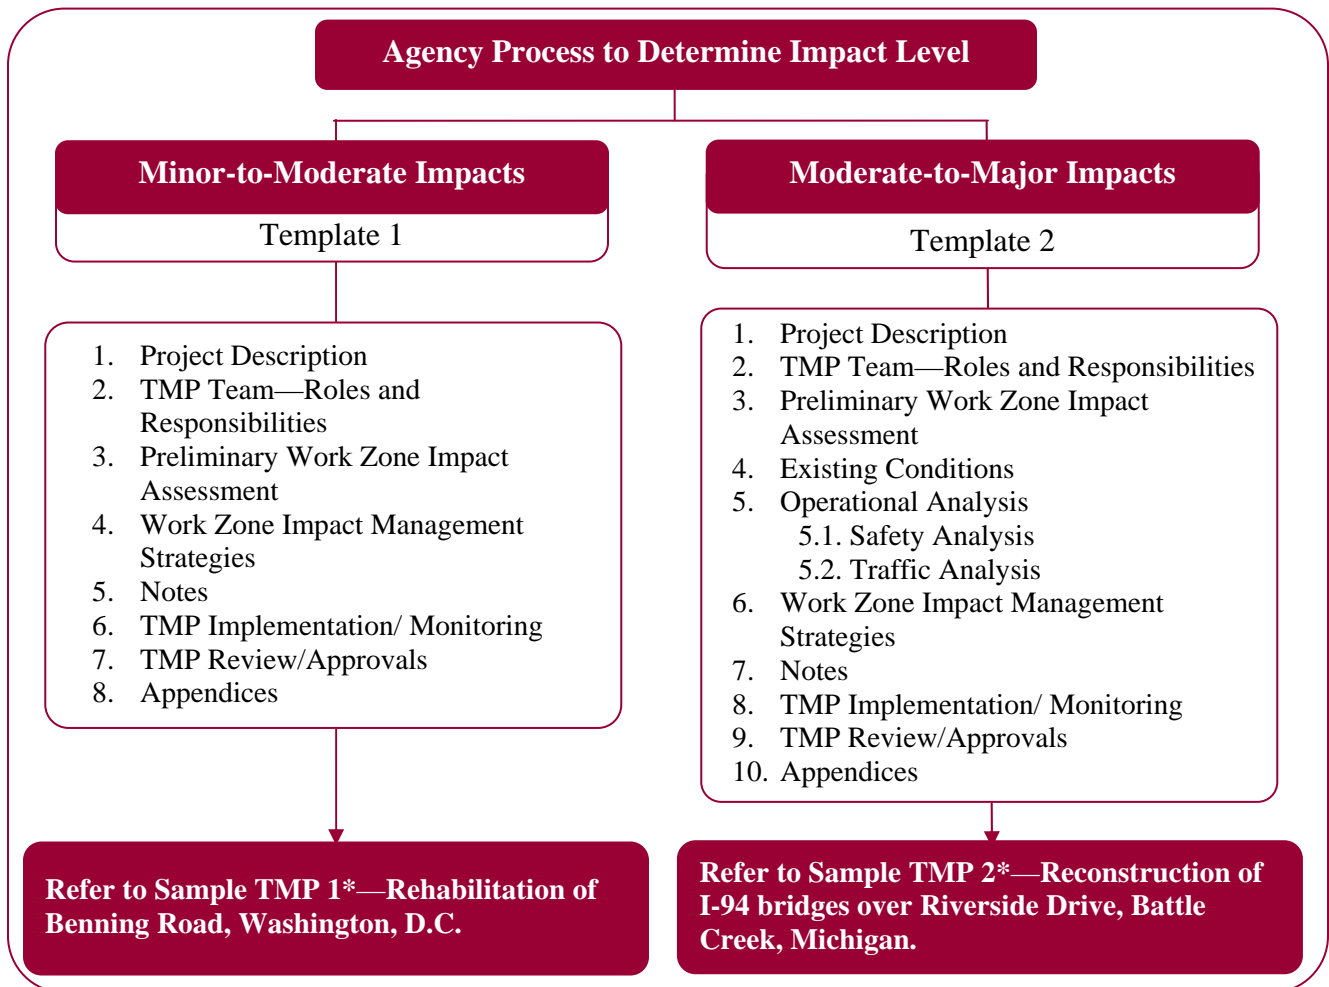 Agency Process to Determine Impact Level
Minor-to-Moderate Impacts
Template 1
1. Project Description
2. TMP Team—Roles and
Responsibilities
3. Preliminary Work Zone Impact
Assessment
4. Work Zone Impact Management
Strategies
5. Notes
6. TMP Implementation/ Monitoring
7. TMP Review/Approvals
8. Appendices
Refer to Sample TMP 1*—Rehabilitation of
Benning Road, Washington, D.C.
Moderate-to-Major Impacts
Template 2
1. Project Description
2. TMP Team—Roles and Responsibilities
3. Preliminary Work Zone Impact
Assessment
4. Existing Conditions
5. Operational Analysis
5.1. Safety Analysis
5.2. Traffic Analysis
6. Work Zone Impact Management
Strategies
7. Notes
8. TMP Implementation/ Monitoring
9. TMP Review/Approvals
10. Appendices
Refer to Sample TMP 2*—Reconstruction of
I-94 bridges over Riverside Drive, Battle
Creek, Michigan.